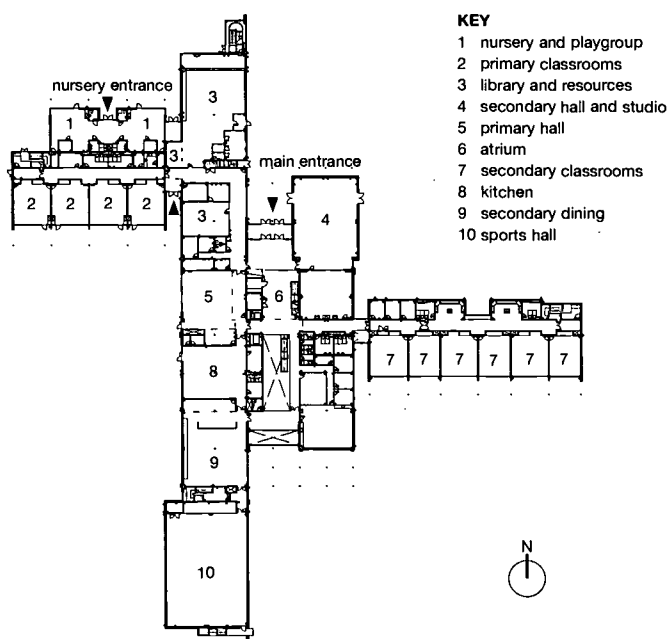 KEY
1 nursery and playgroup
2 primary classrooms
3 library and resources
4 secondary hall and studio
5 primary hall
6 atrium
7 secondary classrooms
8 kitchen
9 secondary dining
10 sports hall
nursery entrance
3
1 1
3
main entrance
2 2 2 2
3
4
5
6
8
7 7 7 7 7 7
9
10
N